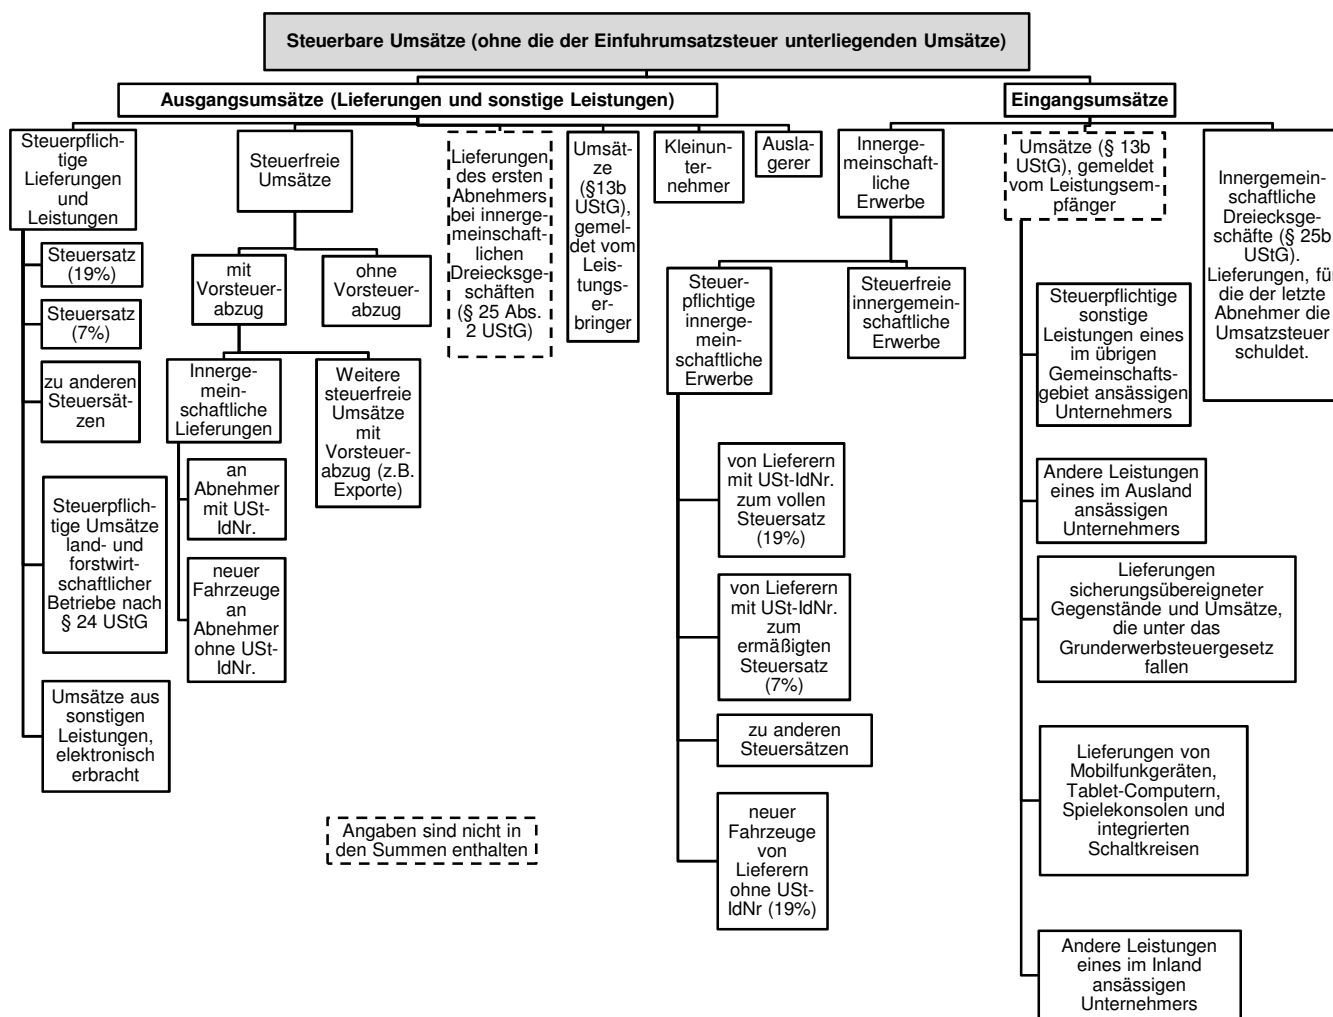 Steuerbare Umsätze (ohne die der Einfuhrumsatzsteuer unterliegenden Umsätze)
Ausgangsumsätze (Lieferungen und sonstige Leistungen)
Eingangsumsätze
Steuerpflich-
tige
Lieferungen
und
Leistungen
Steuersatz
(19%)
Steuersatz
(7%)
zu anderen
Steuersät-
zen
Steuerpflich-
tige Umsätze
land- und
forstwirt-
schaftlicher
Betriebe nach
§ 24 UStG
Umsätze aus
sonstigen
Leistungen,
elektronisch
erbracht
Steuerfreie
Umsätze
mit
Vorsteuer-
abzug
ohne
Vorsteuer-
abzug
Innerge-
mein-
schaftliche
Lieferungen
Weitere
steuerfreie
Umsätze
mit
Vorsteuer-
abzug (z.B.
Exporte)
an
Abnehmer
mit USt-
IdNr.
neuer
Fahrzeuge
an
Abnehmer
ohne USt-
IdNr.
Lieferungen
des ersten
Abnehmers
bei innerge-
meinschaft-
lichen
Dreiecksge-
schäften
(§ 25 Abs.
2 UStG)
Umsät-
ze
(§13b
UStG),
gemel-
det vom
Leis-
tungs-
er-
bringer
Kleinun-
ternehmer
Ausla-
gerer
Innerge-
meinschaft-
liche
Erwerbe
Steuer-
pflichtige
innerge-
mein-
schaftliche
Erwerbe
Steuerfreie
innergemein-
schaftliche
Erwerbe
von Lieferern
mit USt-IdNr.
zum vollen
Steuersatz
(19%)
von Lieferern
mit USt-IdNr.
zum
ermäßigten
Steuersatz
(7%)
zu anderen
Steuersätzen
neuer
Fahrzeuge
von
Lieferern
ohne USt-
IdNr (19%)
Umsätze (§ 13b
UStG), gemeldet
vom Leistungsem-
pfänger
Steuerpflichtige
sonstige
Leistungen eines
im übrigen
Gemeinschafts-
gebiet ansässigen
Unternehmers
Andere Leistungen
eines im Ausland
ansässigen
Unternehmers
Lieferungen
sicherungsübereigneter
Gegenstände und Umsätze,
die unter das
Grunderwerbsteuergesetz
fallen
Lieferungen von
Mobilfunkgeräten,
Tablet-Computern,
Spielekonsolen und
integrierten
Schaltkreisen
Andere Leistungen
eines im Inland
ansässigen
Unternehmers
Innergemein-
schaftliche
Dreiecksge-
schäfte (§ 25b
UStG).
Lieferungen, für
die der letzte
Abnehmer die
Umsatzsteuer
schuldet.
Angaben sind nicht in
den Summen enthalten